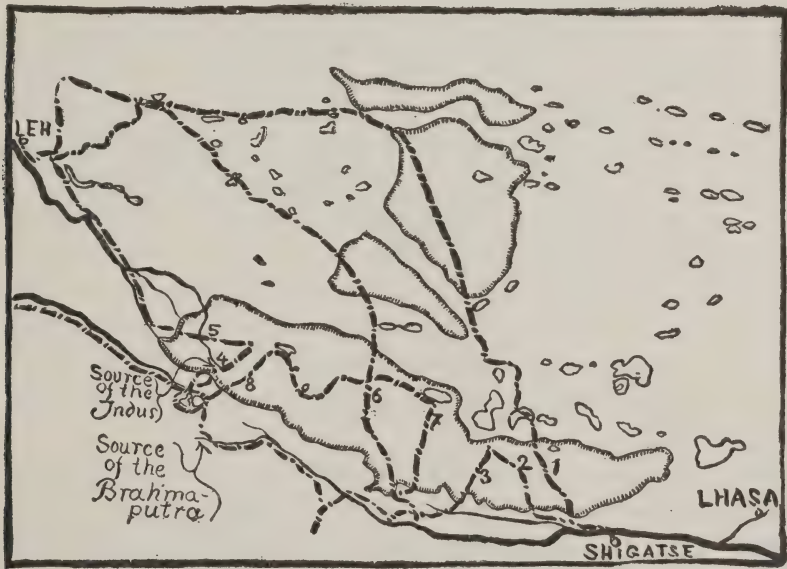 LEH
5
4
8
Source
of the
Indus
6
7
3
2
1
Source
of the
Brahma-
putra
LHASA
SHIGATSE